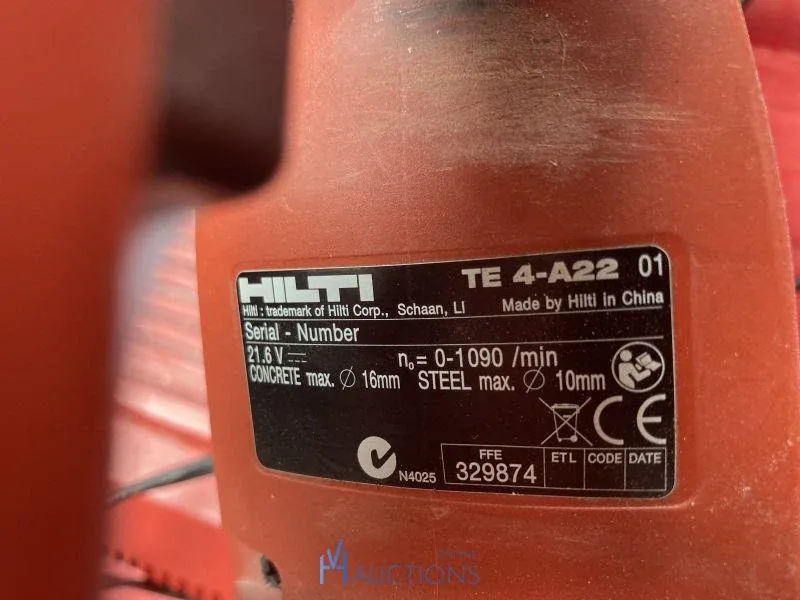 HILTI TE 4-A22 01
Hilti : trademark of Hilti Corp., Schaan, LI Made by Hilti in China
Serial - Number
21.6 V n₀= 0-1090 /min
CONCRETE max. ∅ 16mm STEEL max. ∅ 10mm
CE
N4025 FFE 329874 ETL CODE DATE
ONLINE
HV AUCTIONS